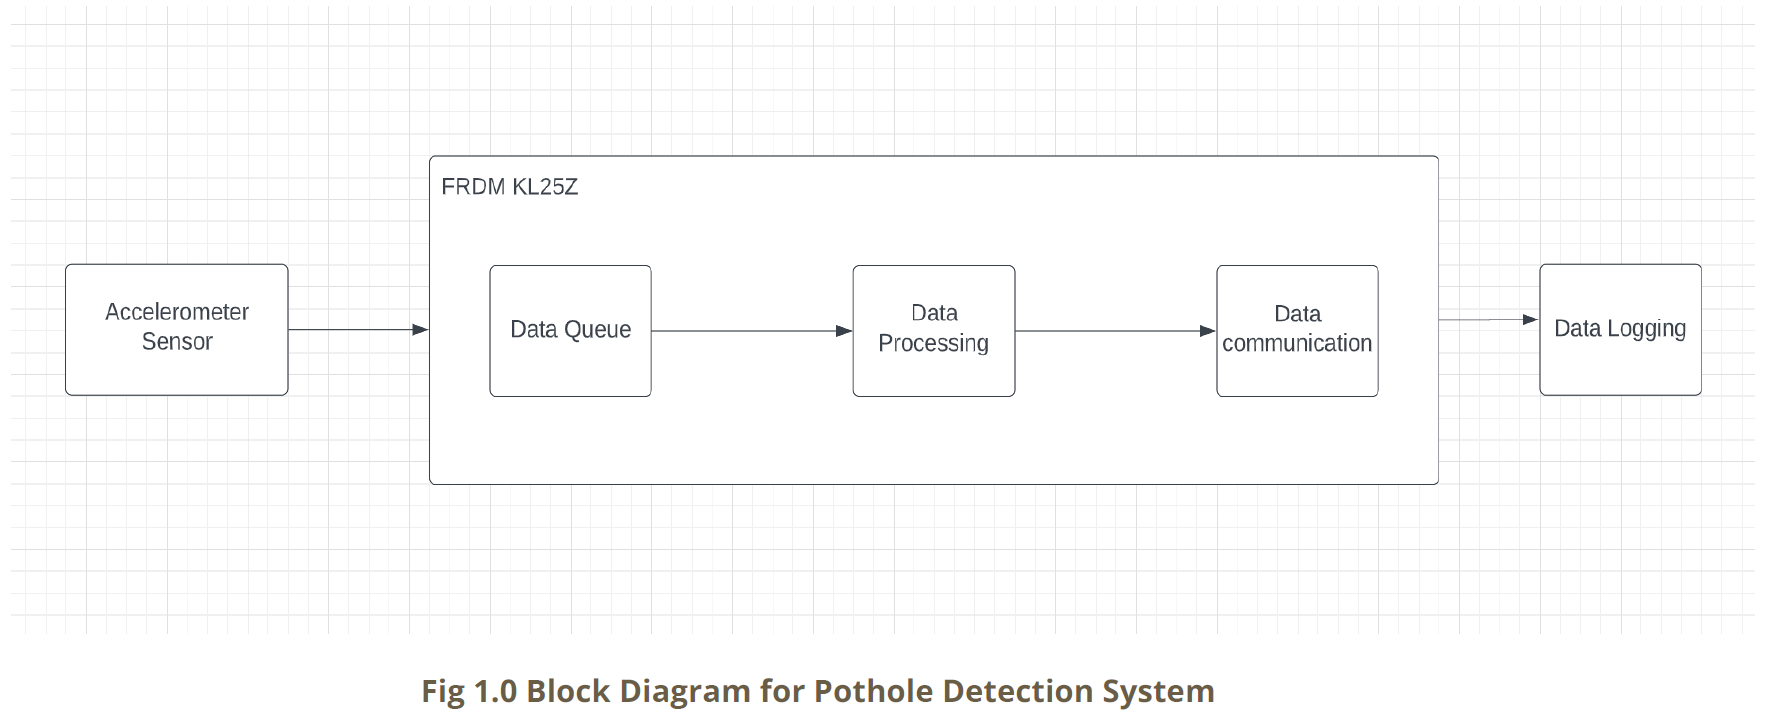 FRDM KL25Z
Accelerometer
Sensor
Data Queue
Data
Processing
Data
communication
Data Logging
Fig 1.0 Block Diagram for Pothole Detection System